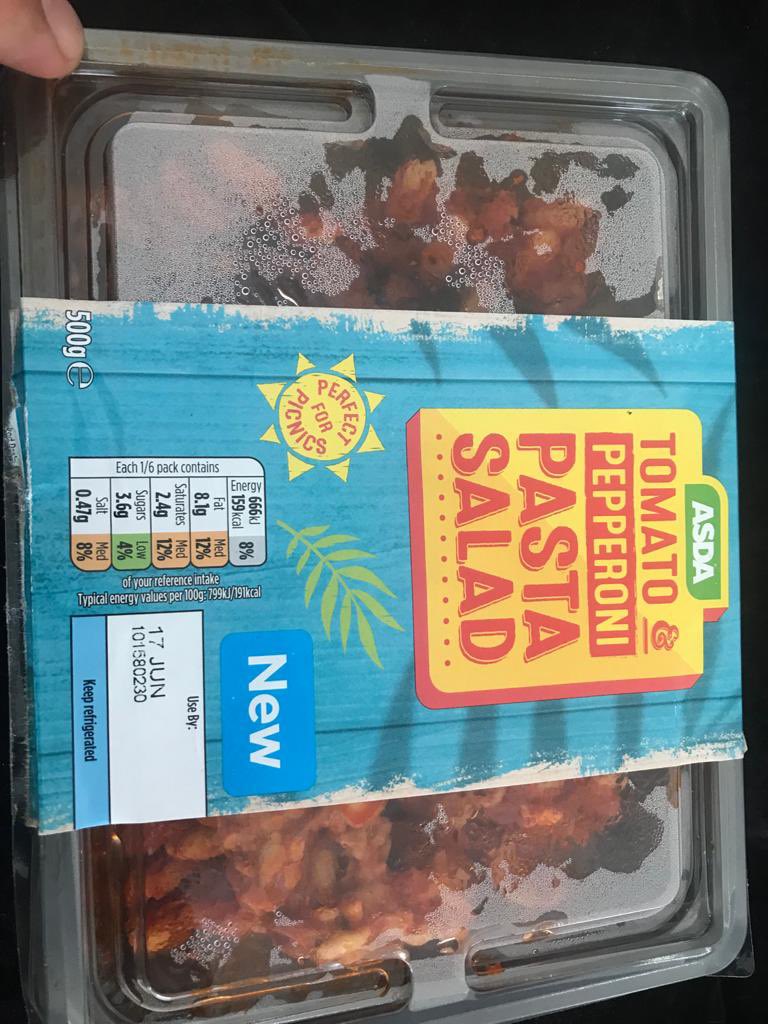 ASDA
TOMATO &
PEPPERONI
PASTA
SALAD
PERFECT
FOR
PICNICS
New
Each 1/6 pack contains
Energy
666kJ
159kcal
8%
Fat
8.1g
Med
12%
Saturates
2.4g
Med
12%
Sugars
3.6g
Low
4%
Salt
0.47g
Med
8%
of your reference intake
Typical energy values per 100g: 799kJ/191kcal
Use By:
17 JUN
101580230
Keep refrigerated
500g e